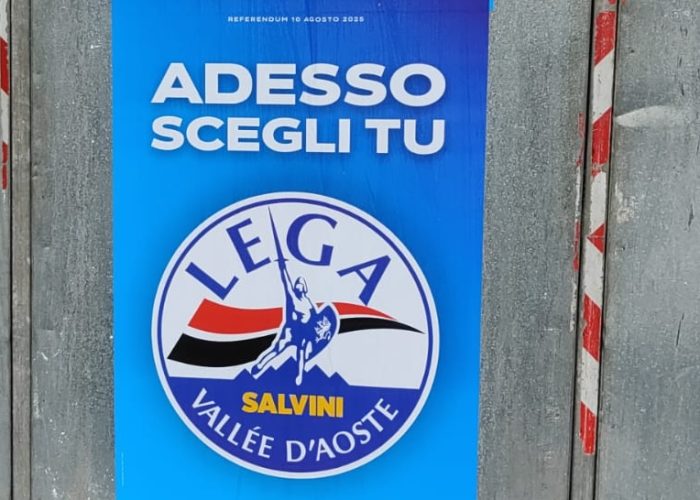 REFERENDUM 10 AGOSTO 2025
ADESSO
SCEGLI TU
LEGA
SALVINI
VALLÉE D'AOSTE